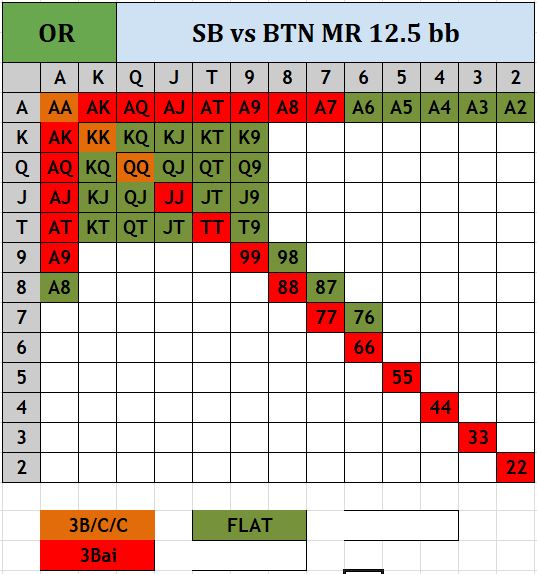 OR SB vs BTN MR 12.5 bb
A K Q J T 9 8 7 6 5 4 3 2
A AA AK AQ AJ AT A9 A8 A7 A6 A5 A4 A3 A2
K AK KK KQ KJ KT K9
Q AQ KQ QQ QJ QT Q9
J AJ KJ QJ JJ JT J9
T AT KT QT JT TT T9
9 A9 99 98
8 A8 88 87
7 77 76
6 66
5 55
4 44
3 33
2 22
3B/C/C FLAT
3Bai